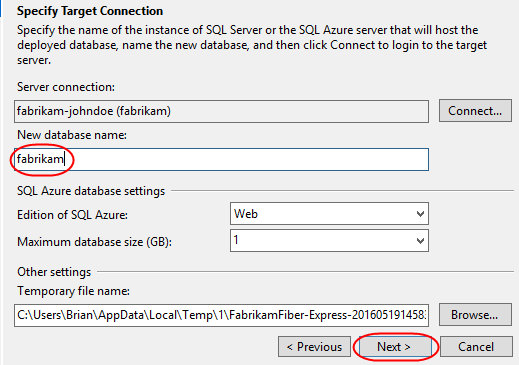 Specify Target Connection
Specify the name of the instance of SQL Server or the SQL Azure server that will host the
deployed database, name the new database, and then click Connect to login to the target
server.
Server connection:
fabrikam-johndoe (fabrikam)
Connect...
New database name:
fabrikam
SQL Azure database settings
Edition of SQL Azure:
Web
Maximum database size (GB):
1
Other settings
Temporary file name:
C:\Users\Brian\AppData\Local\Temp\1\FabrikamFiber-Express-2016051914583
Browse...
< Previous
Next >
Cancel